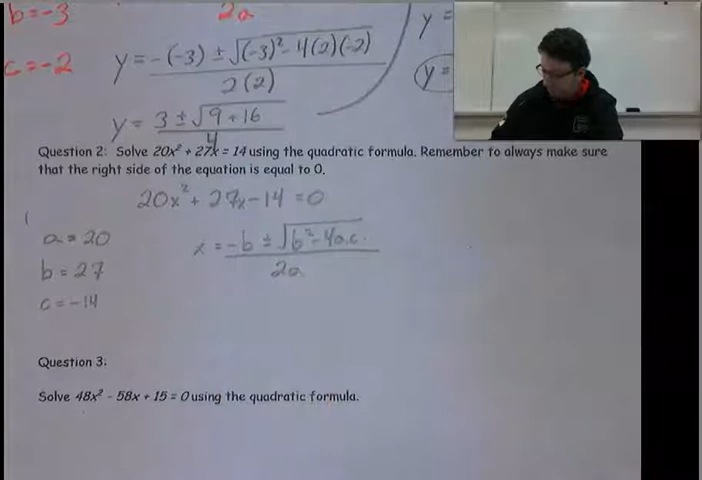 b = -3
2a
c = -2
y = -(-3) ± √(-3)² - 4(2)(-2)
2(2)
y =
y =
y = 3 ± √9 + 16
4
Question 2: Solve 20x² + 27x = 14 using the quadratic formula. Remember to always make sure
that the right side of the equation is equal to 0.
20x² + 27x - 14 = 0
a = 20
x = -b ± √b² - 4ac
2a
b = 27
c = -14
Question 3:
Solve 48x² - 58x + 15 = 0 using the quadratic formula.